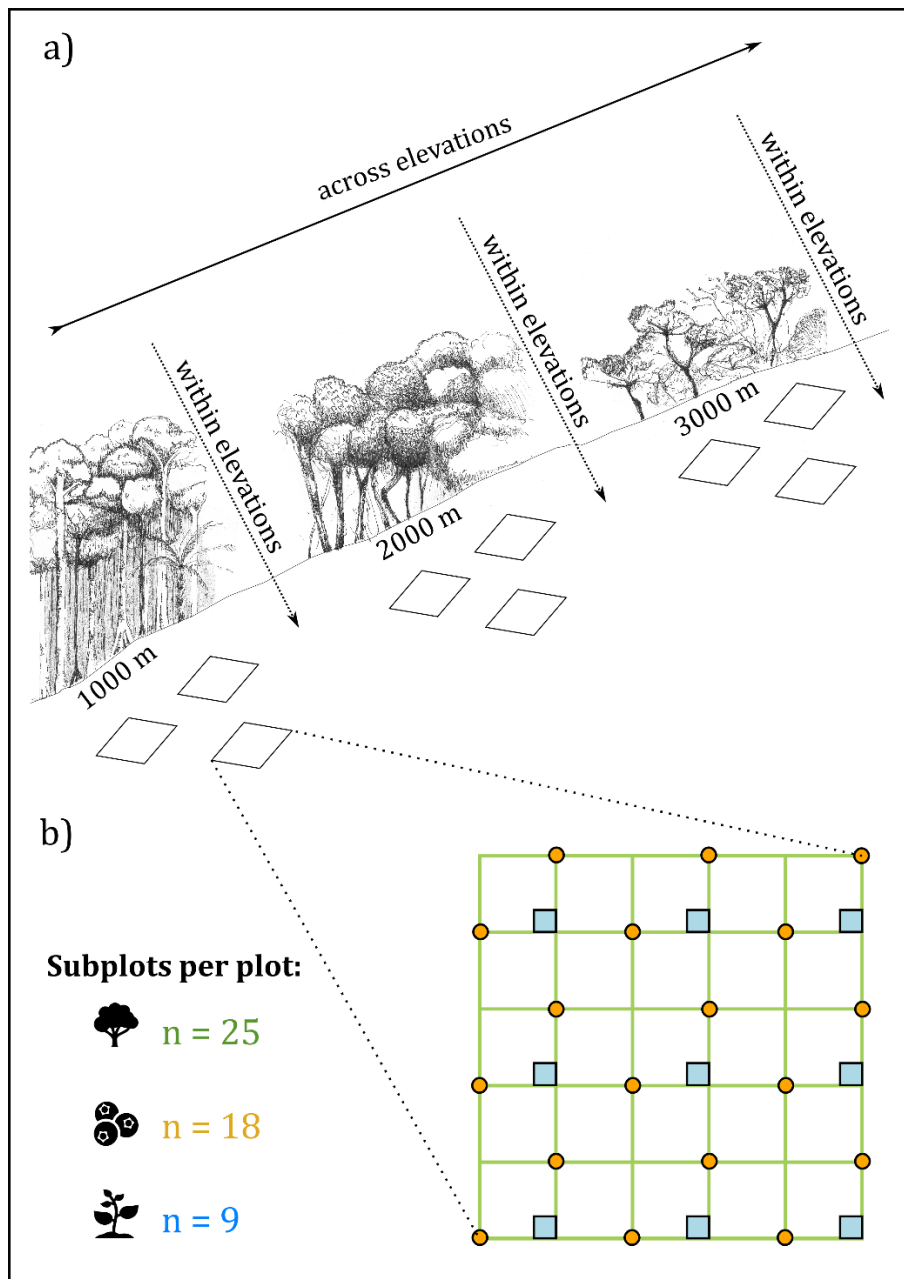 a)
across elevations
within elevations
within elevations
within elevations
3000 m
2000 m
1000 m
b)
Subplots per plot:
n = 25
n = 18
n = 9